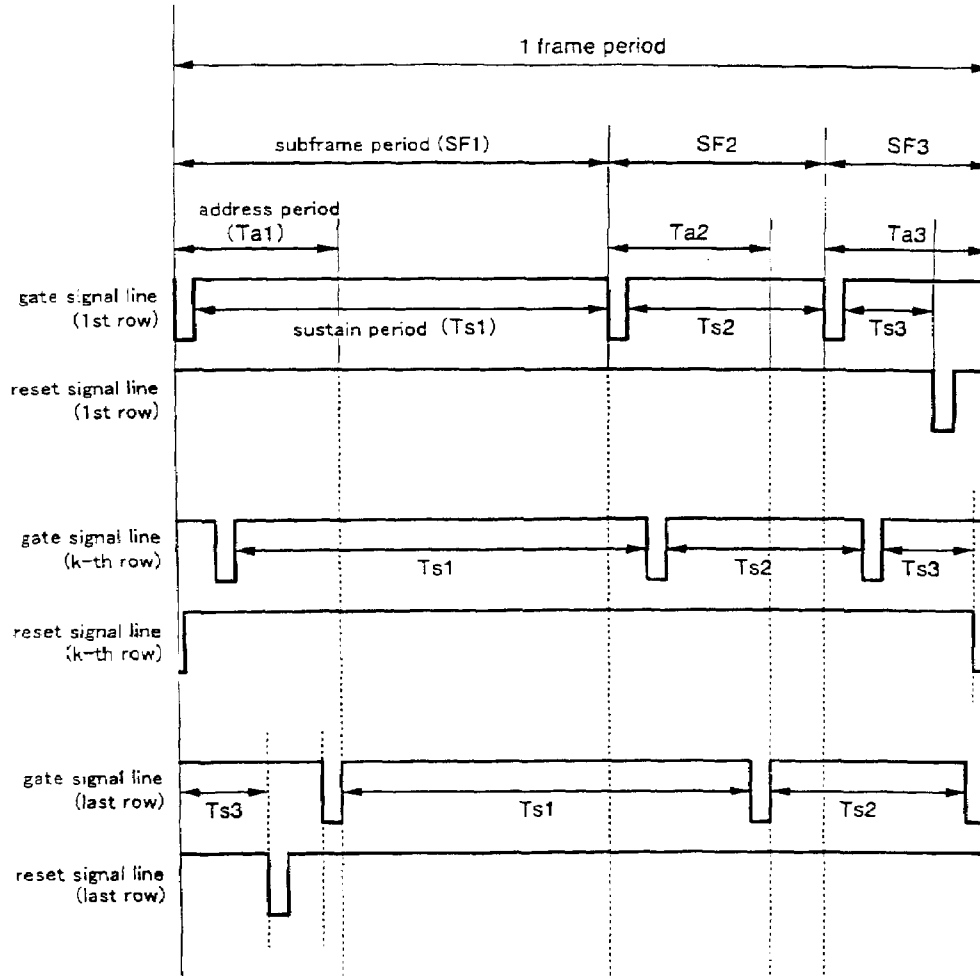 1 frame period
subframe period (SF1)
SF2
SF3
address period
(Ta1)
Ta2
Ta3
gate signal line
(1st row)
sustain period (Ts1)
Ts2
Ts3
reset signal line
(1st row)
gate signal line
(k-th row)
Ts1
Ts2
Ts3
reset signal line
(k-th row)
gate signal line
(last row)
Ts3
Ts1
Ts2
reset signal line
(last row)